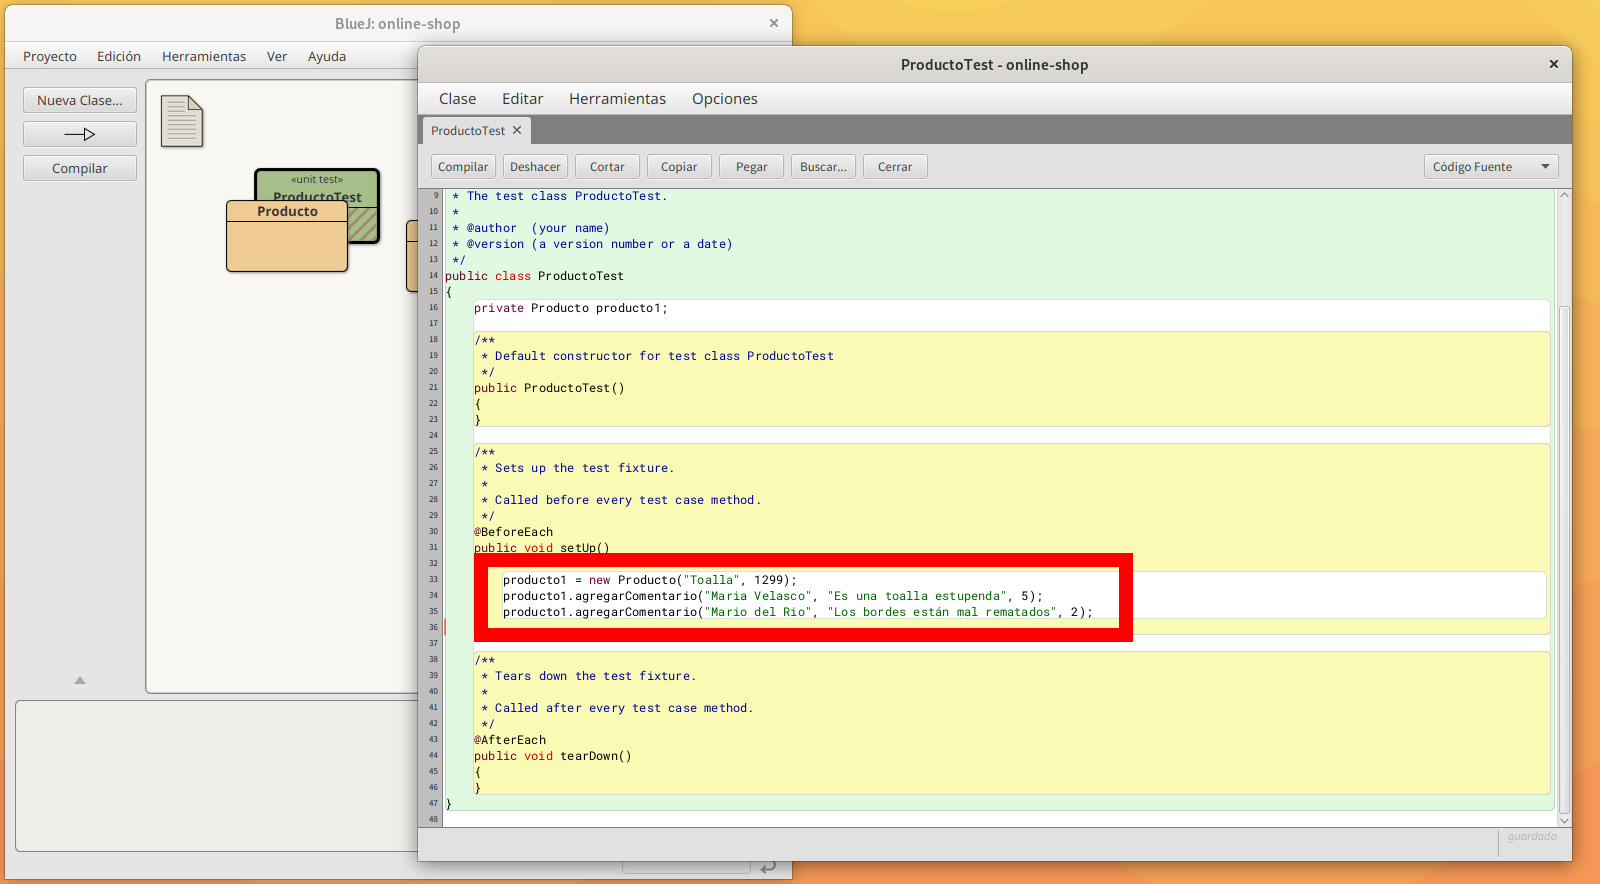 BlueJ: online-shop
Proyecto Edición Herramientas Ver Ayuda
Nueva Clase...
Compilar
«unit test»
ProductoTest
Producto
ProductoTest - online-shop
Clase Editar Herramientas Opciones
ProductoTest
Compilar Deshacer Cortar Copiar Pegar Buscar... Cerrar Código Fuente
9 * The test class ProductoTest.
10 *
11 * @author  (your name)
12 * @version (a version number or a date)
13 */
14 public class ProductoTest
15 {
16 private Producto producto1;
17
18 /**
19 * Default constructor for test class ProductoTest
20 */
21 public ProductoTest()
22 {
23 }
24
25 /**
26 * Sets up the test fixture.
27 *
28 * Called before every test case method.
29 */
30 @BeforeEach
31 public void setUp()
32
33 producto1 = new Producto("Toalla", 1299);
34 producto1.agregarComentario("Maria Velasco", "Es una toalla estupenda", 5);
35 producto1.agregarComentario("Mario del Rio", "Los bordes están mal rematados", 2);
36
37
38 /**
39 * Tears down the test fixture.
40 *
41 * Called after every test case method.
42 */
43 @AfterEach
44 public void tearDown()
45 {
46 }
47 }
48
guardado